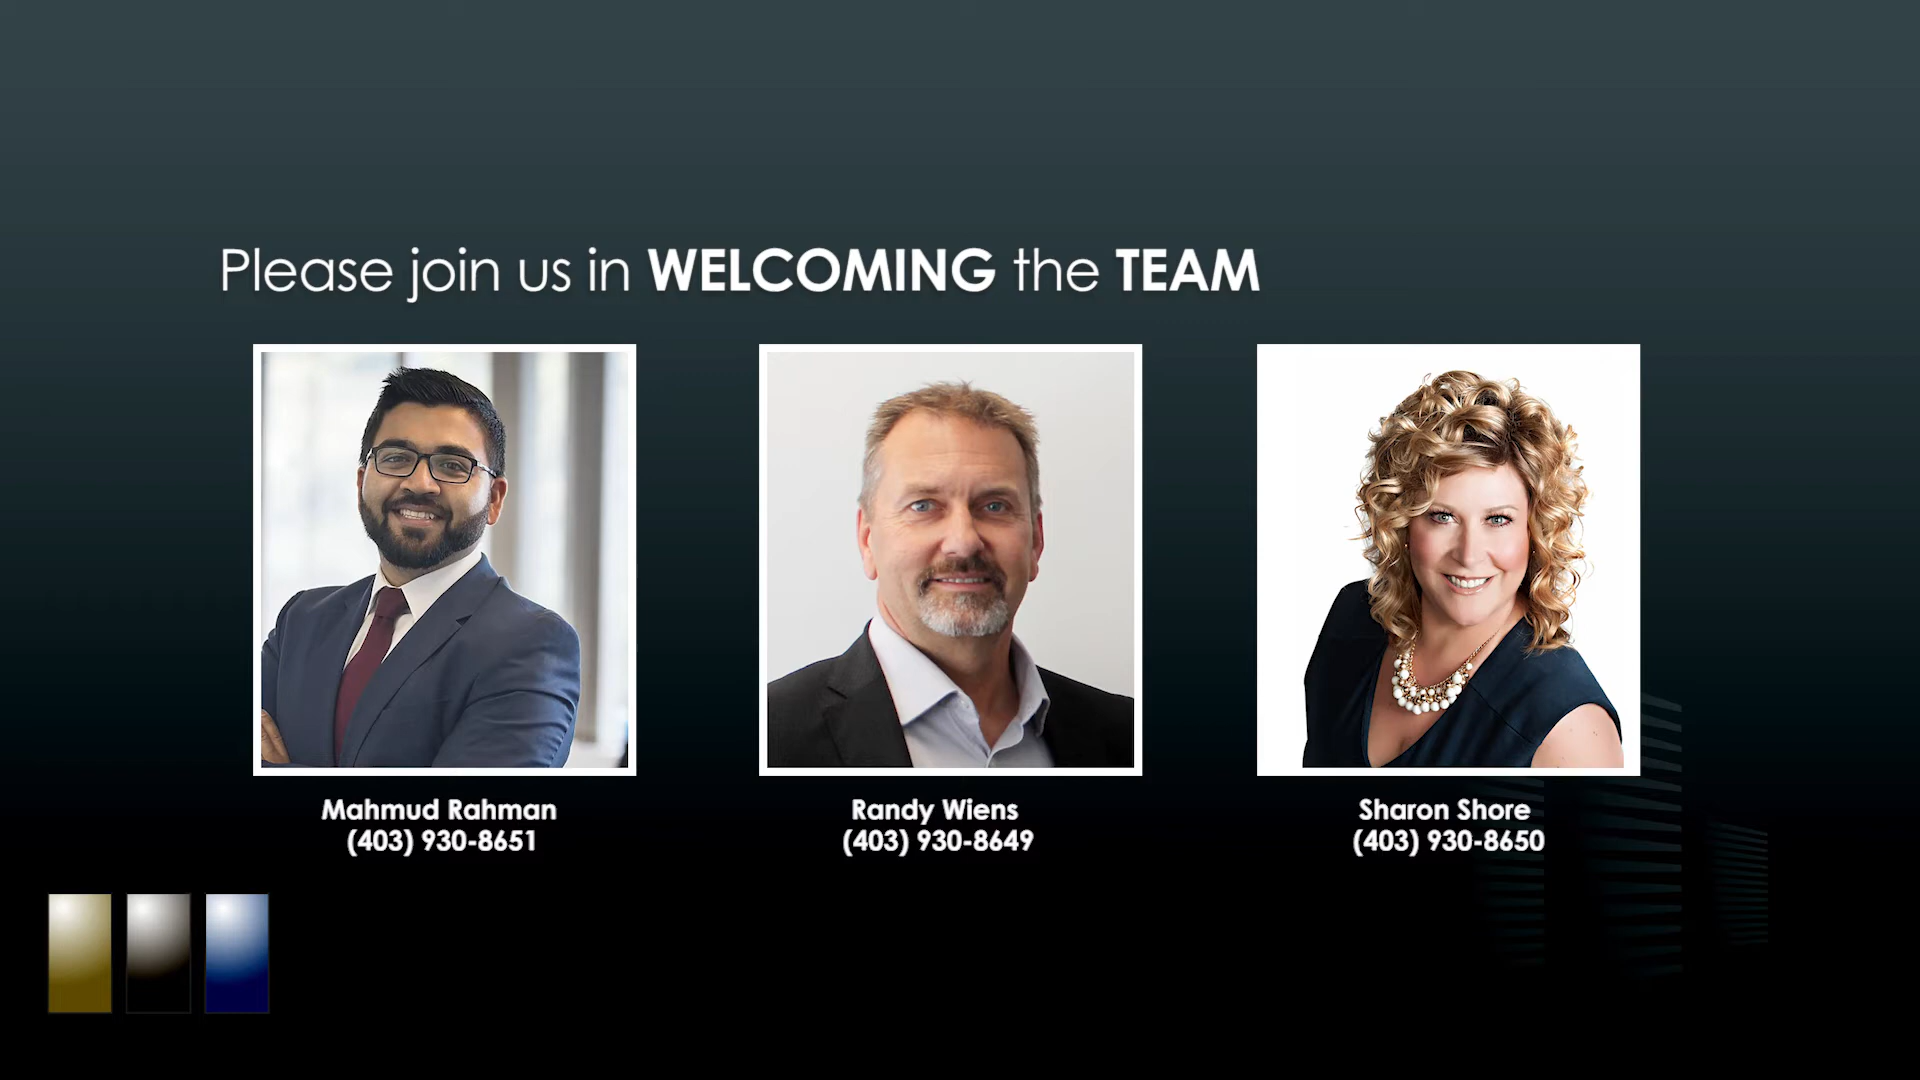 Please join us in WELCOMING the TEAM
Mahmud Rahman
(403) 930-8651
Randy Wiens
(403) 930-8649
Sharon Shore
(403) 930-8650